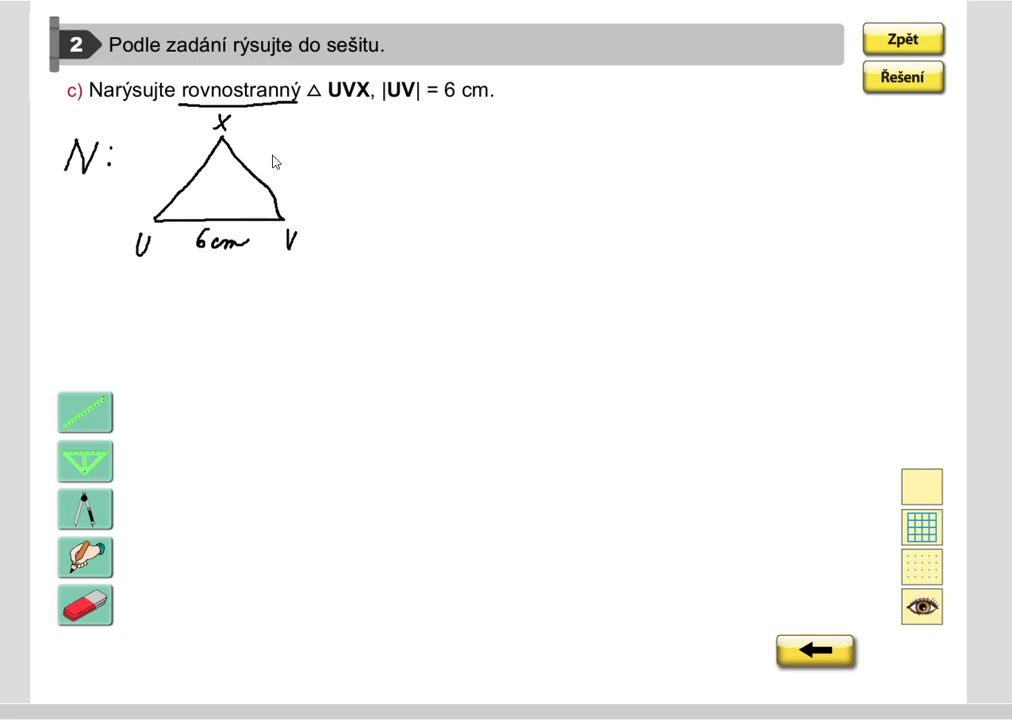 2 Podle zadání rýsujte do sešitu.
Zpět
Řešení
c) Narýsujte rovnostranný △ UVX, |UV| = 6 cm.
N:
X
U 6cm V